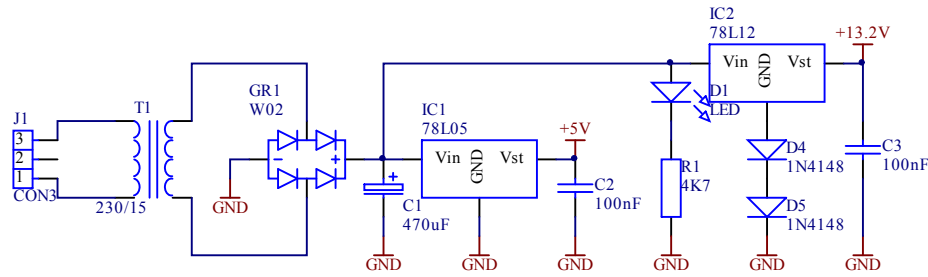 IC2
78L12
+13.2V
Vin
GND
Vst
GR1
W02
D1
LED
J1
T1
IC1
78L05
+5V
3
2
1
CON3
230/15
-
+
Vin
GND
Vst
D4
1N4148
C3
100nF
R1
4K7
C2
100nF
+
C1
470uF
D5
1N4148
GND
GND
GND
GND
GND
GND
GND